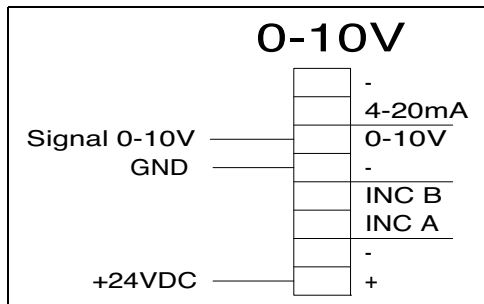 0-10V
-
4-20mA
Signal 0-10V 0-10V
GND -
INC B
INC A
-
+24VDC +